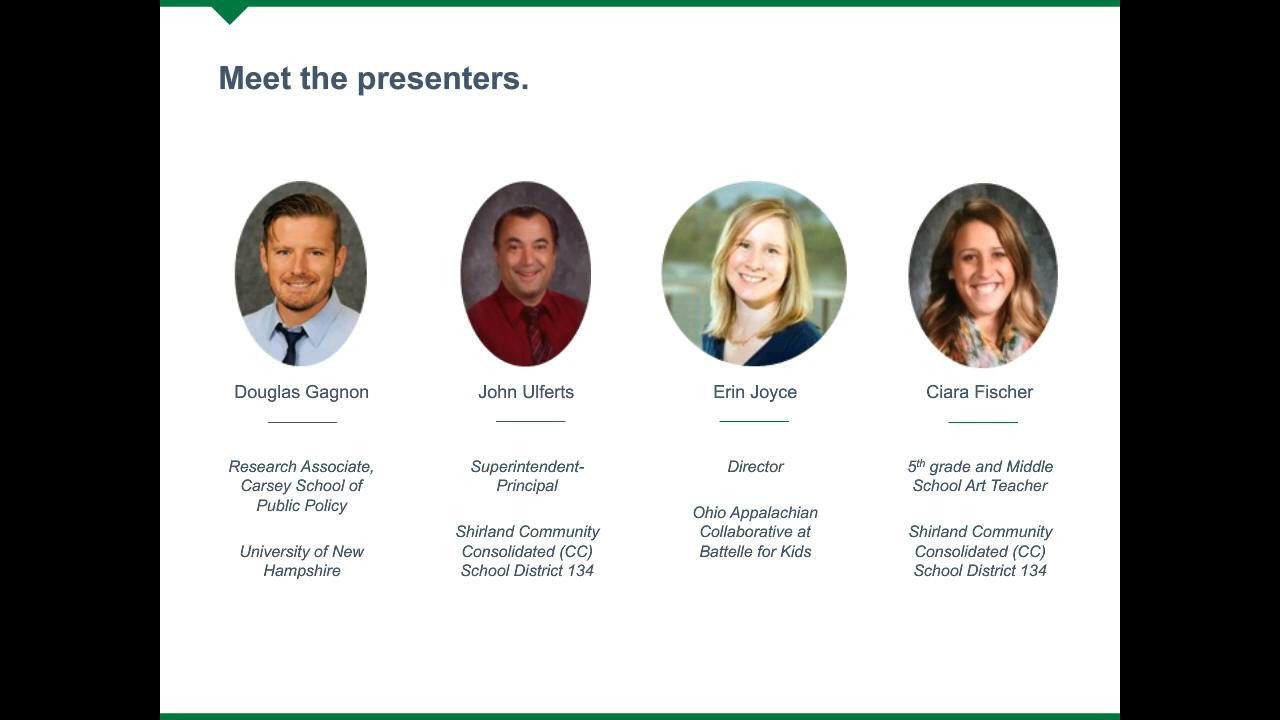 Meet the presenters.
Douglas Gagnon
Research Associate,
Carsey School of
Public Policy
University of New
Hampshire
John Ulferts
Superintendent-
Principal
Shirland Community
Consolidated (CC)
School District 134
Erin Joyce
Director
Ohio Appalachian
Collaborative at
Battelle for Kids
Ciara Fischer
5th grade and Middle
School Art Teacher
Shirland Community
Consolidated (CC)
School District 134